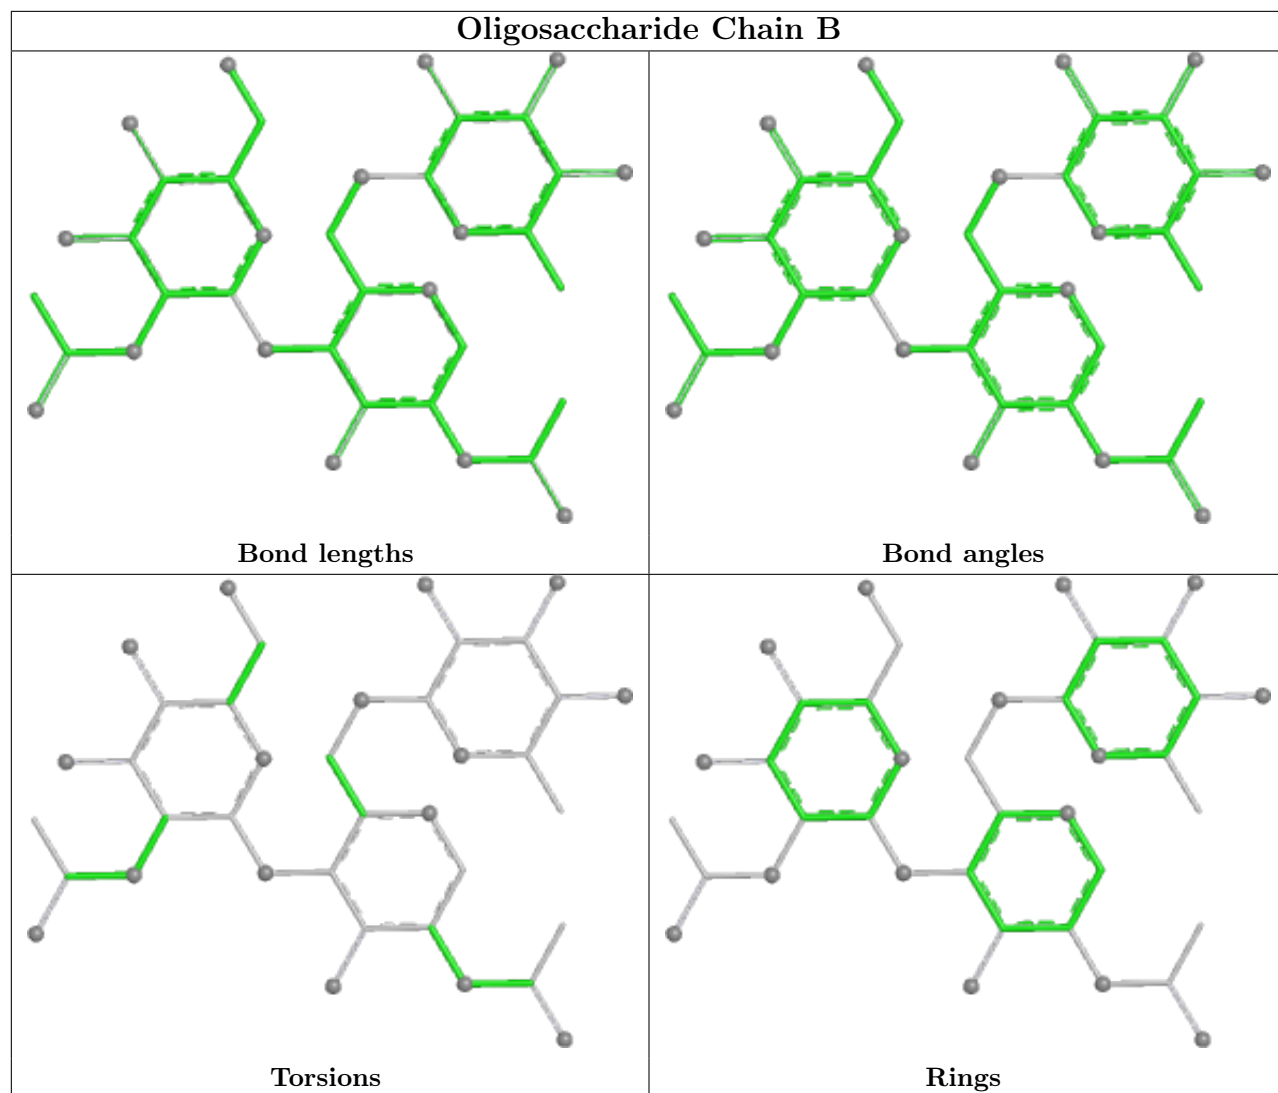 Oligosaccharide Chain B
Bond lengths
Bond angles
Torsions
Rings